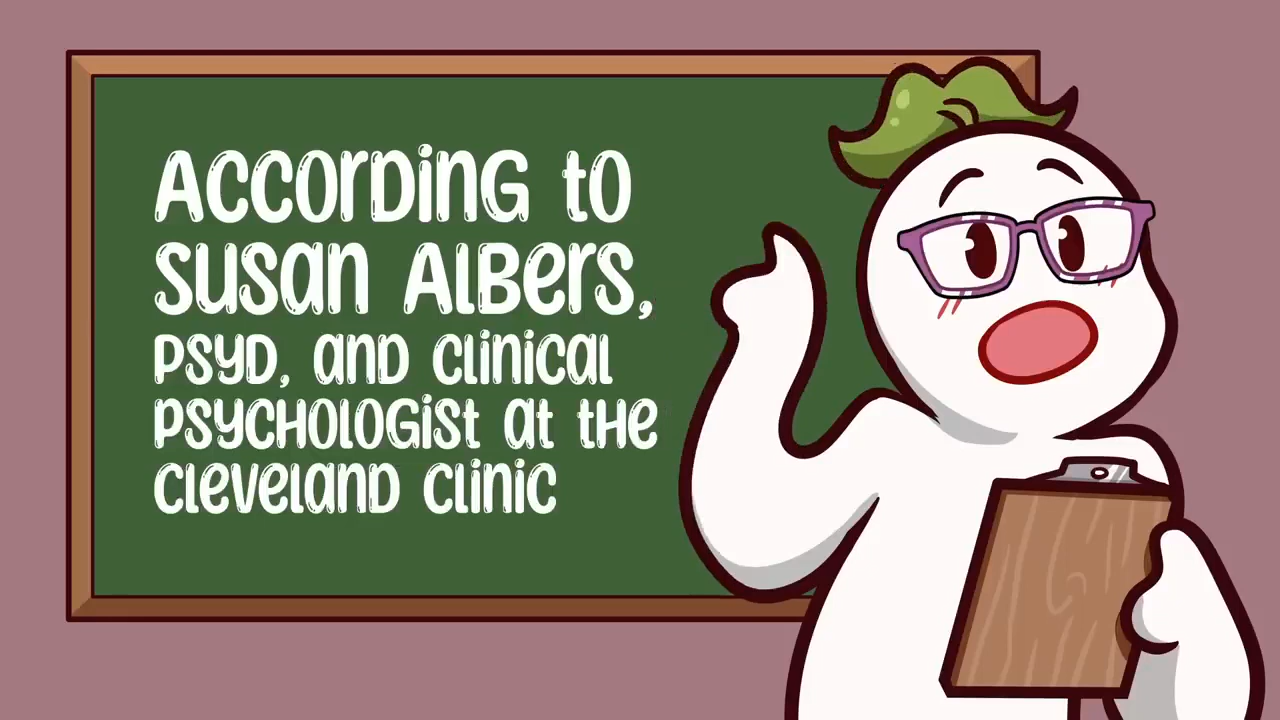 According to
Susan Albers,
PsyD, and clinical
psychologist at the
Cleveland Clinic